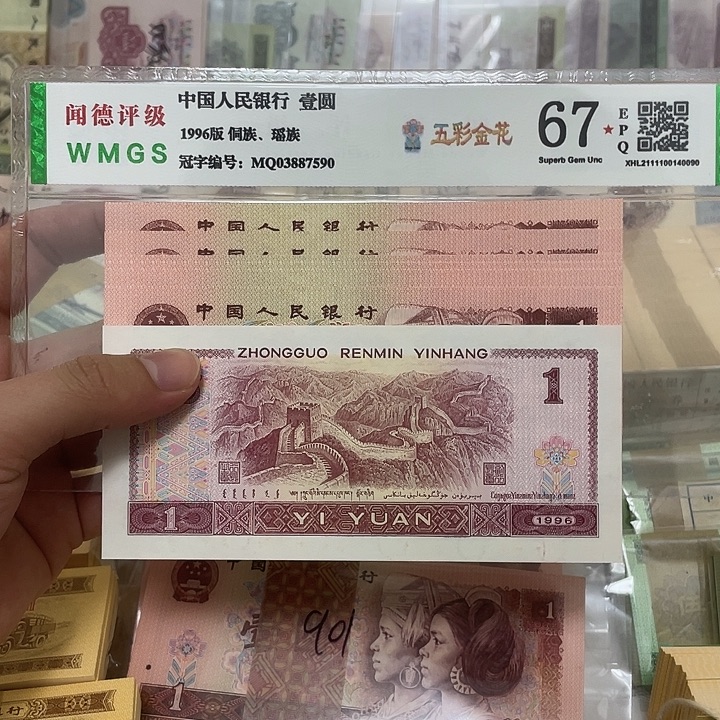 闻德评级
WMGS
中国人民银行 壹圆
1996版 侗族、瑶族
冠字编号：MQ03887590
五彩金花
67
★
EPQ
Superb Gem Unc
XHL2111100140090
中国人民银行
中国人民银行
中国人民银行
ZHONGGUO RENMIN YINHANG
1
1
YI YUAN
1996
901
1
1